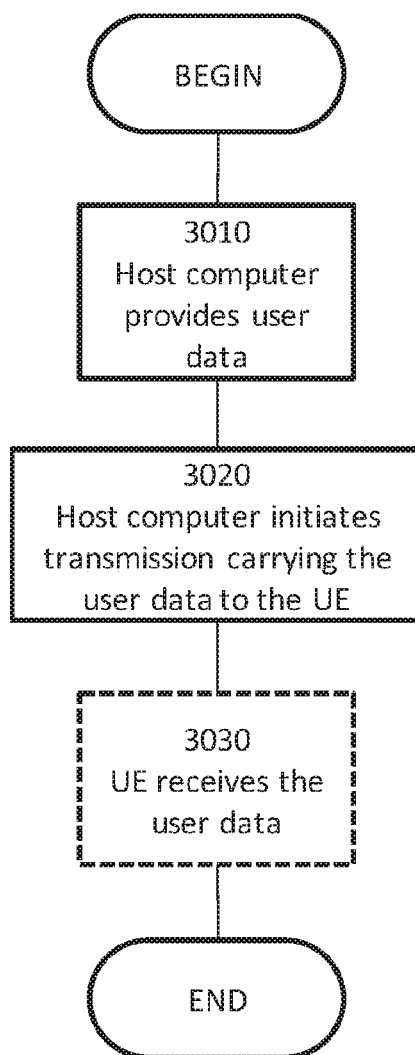 BEGIN
3010
Host computer
provides user
data
3020
Host computer initiates
transmission carrying the
user data to the UE
3030
UE receives the
user data
END